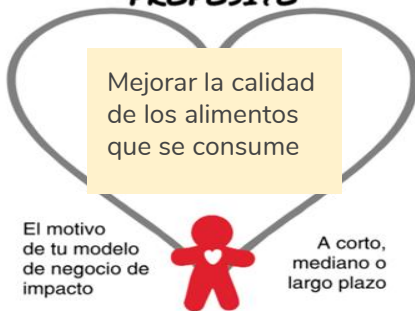 PROPÓSITO
Mejorar la calidad
de los alimentos
que se consume
El motivo
de tu modelo
de negocio de
impacto
A corto,
mediano o
largo plazo